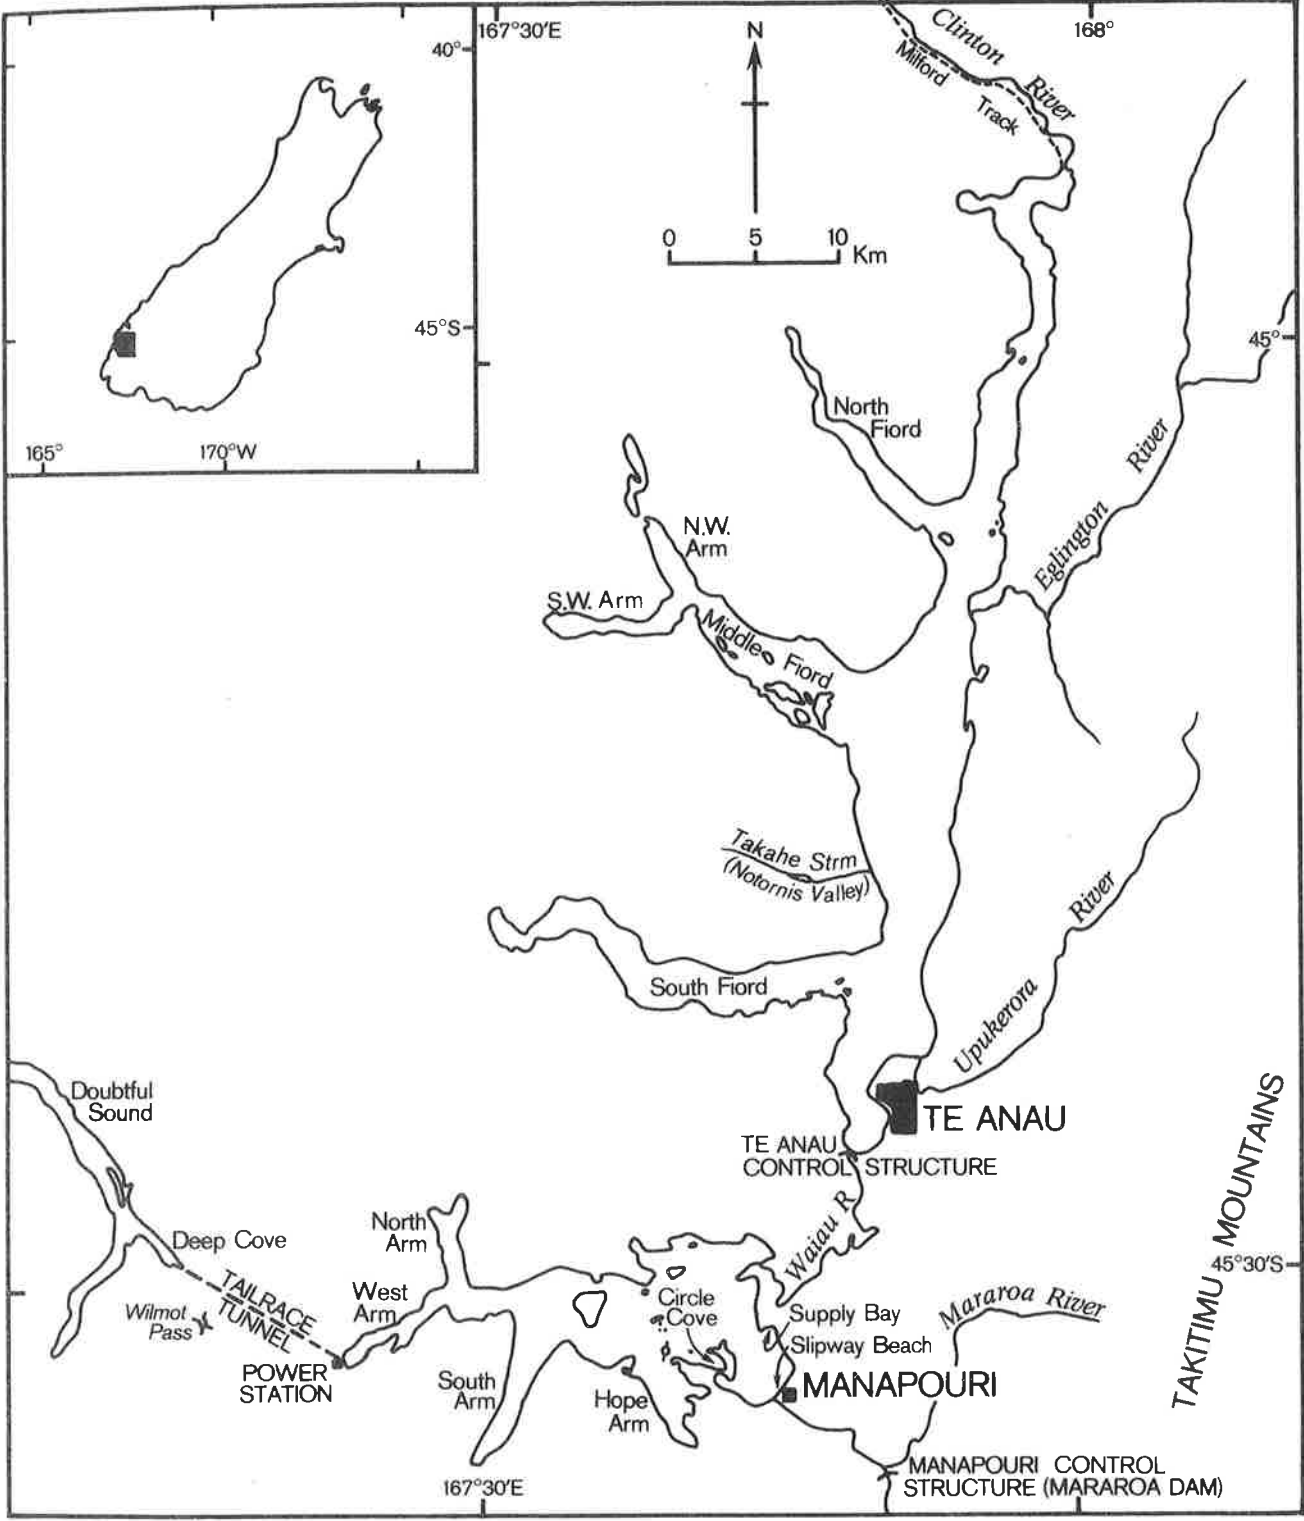 167°30'E
N
168°
40°
Clinton
River
Milford
Track
0 5 10 Km
45°S
45°
165°
170°W
North
Fiord
River
Eglington
N.W.
Arm
S.W. Arm
Middle
Fiord
Takahe Strm
(Notornis Valley)
River
Upukerora
South Fiord
Doubtful
Sound
TE ANAU
TE ANAU
CONTROL STRUCTURE
TAKITIMU MOUNTAINS
Waiau R
North
Arm
Deep Cove
45°30'S
TAILRACE
TUNNEL
West
Arm
Wilmot
Pass
Circle
Cove
Supply Bay
Mararoa River
Slipway Beach
POWER
STATION
South
Arm
Hope
Arm
MANAPOURI
MANAPOURI CONTROL
STRUCTURE (MARAROA DAM)
167°30'E